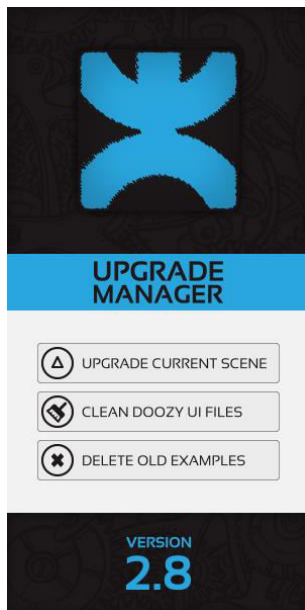 UPGRADE
MANAGER
UPGRADE CURRENT SCENE
CLEAN DOOZY UI FILES
DELETE OLD EXAMPLES
VERSION
2.8